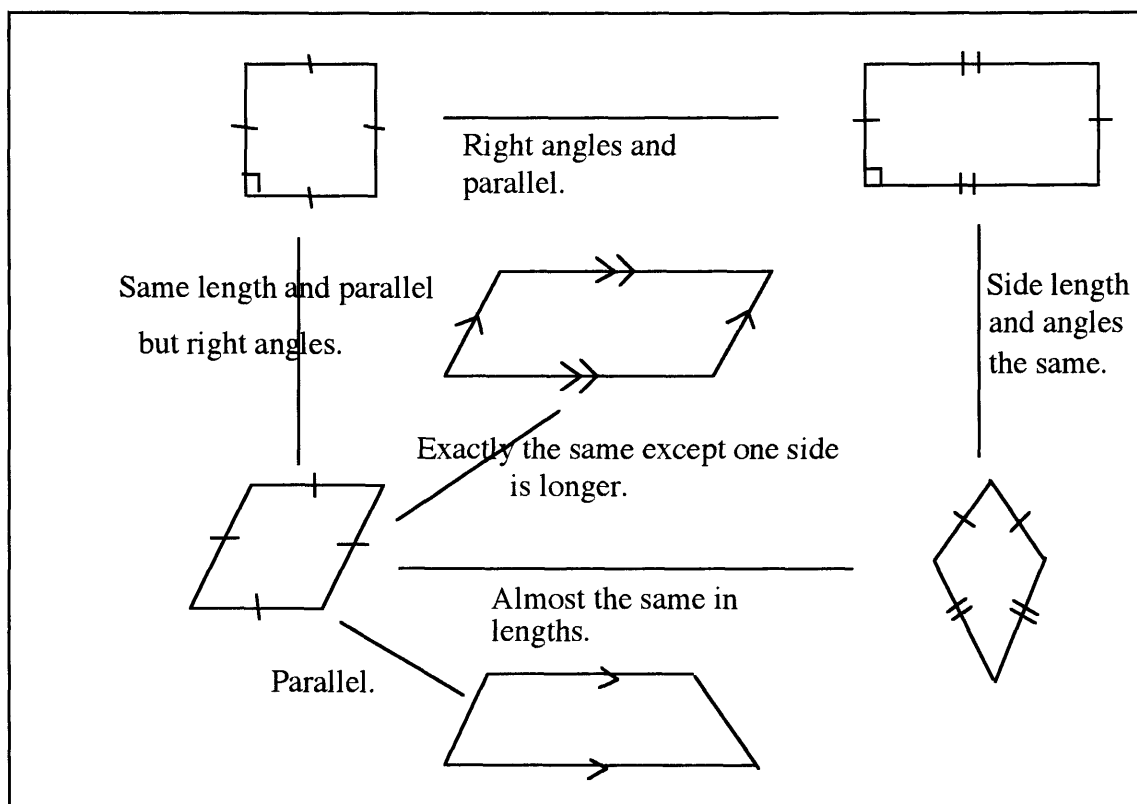 Right angles and
parallel.
Same length and parallel
but right angles.
Side length
and angles
the same.
Exactly the same except one side
is longer.
Almost the same in
lengths.
Parallel.